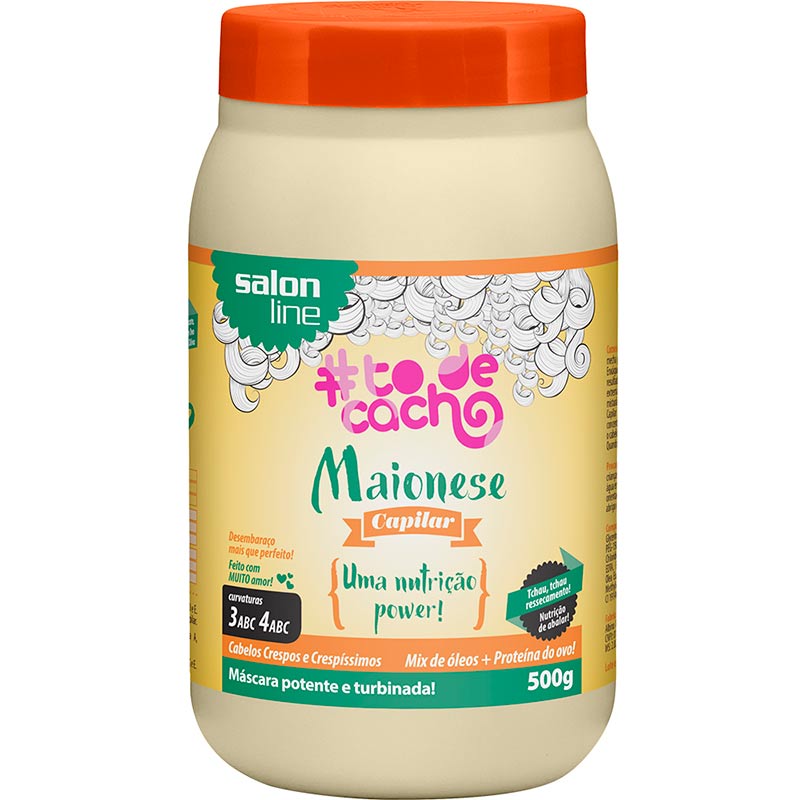 salon
line
#to de
cacho
Maionese
Capilar
Desembaraço
mais que perfeito!
Feito com
MUITO amor!
curvaturas
3ABC 4ABC
{Uma nutrição
power!}
Tchau, tchau
ressecamento!
Nutrição
de abalar!
Cabelos Crespos e Crespíssimos
Mix de óleos + Proteína do ovo!
Máscara potente e turbinada!
500g